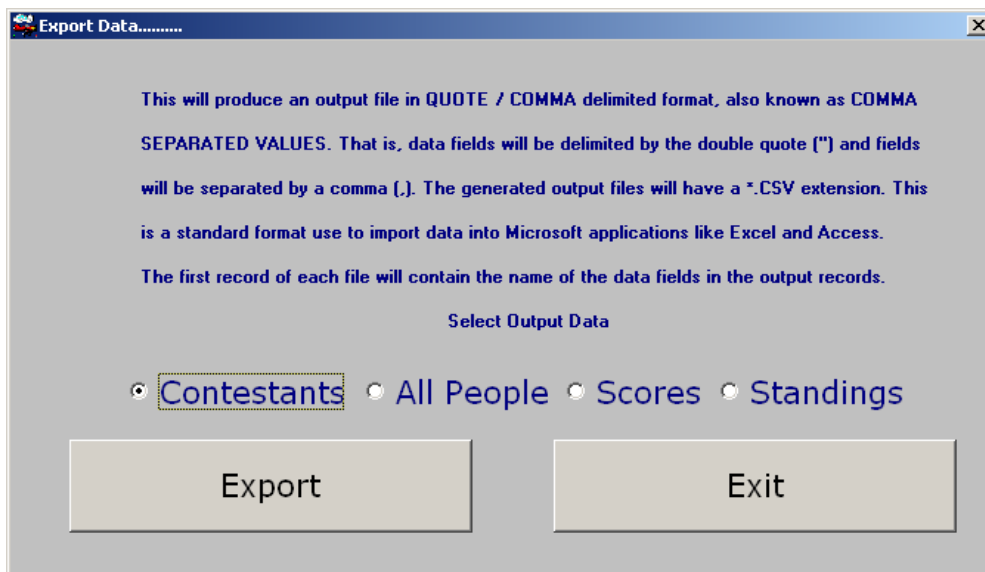 Export Data..........
This will produce an output file in QUOTE / COMMA delimited format, also known as COMMA
SEPARATED VALUES. That is, data fields will be delimited by the double quote (") and fields
will be separated by a comma (,). The generated output files will have a *.CSV extension. This
is a standard format use to import data into Microsoft applications like Excel and Access.
The first record of each file will contain the name of the data fields in the output records.
Select Output Data
Contestants All People Scores Standings
Export Exit